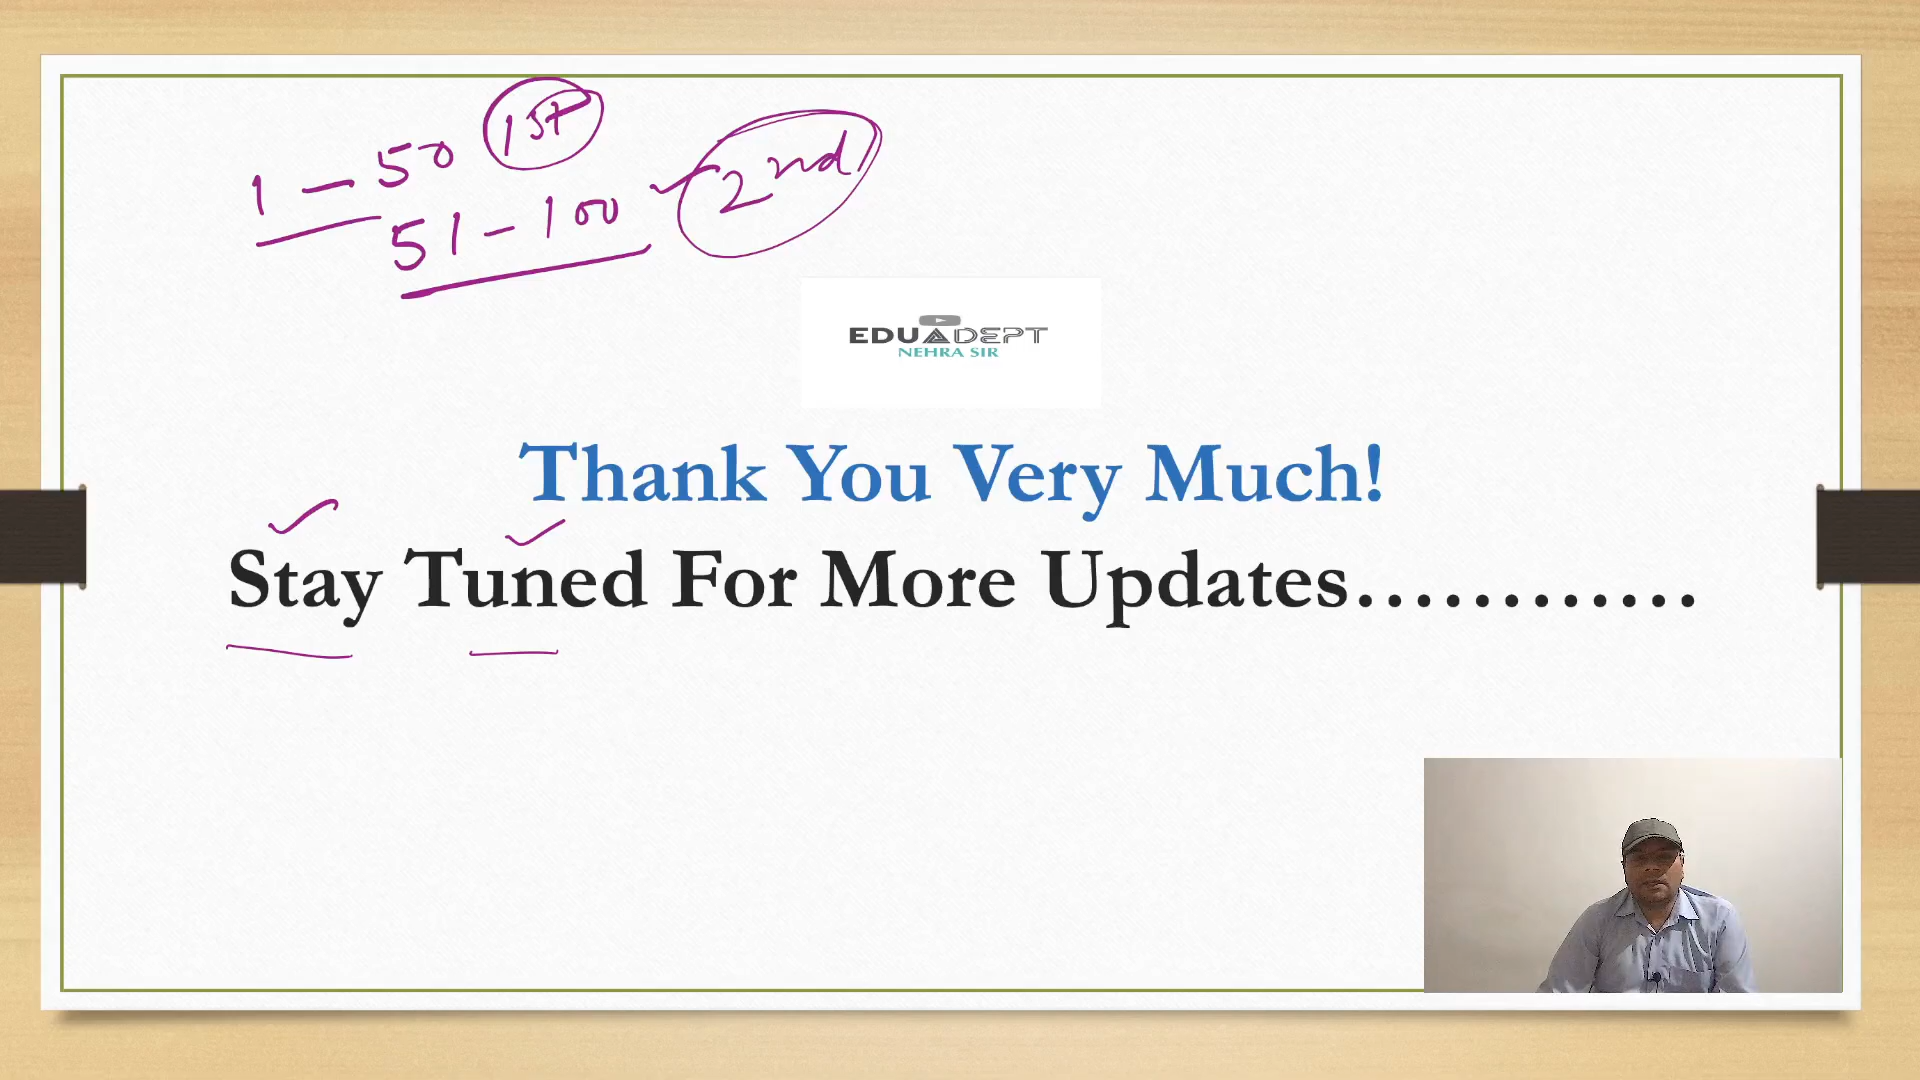 1 - 50 1st
51 - 100 2nd
EDUADEPT
NEHRA SIR
Thank You Very Much!
Stay Tuned For More Updates............